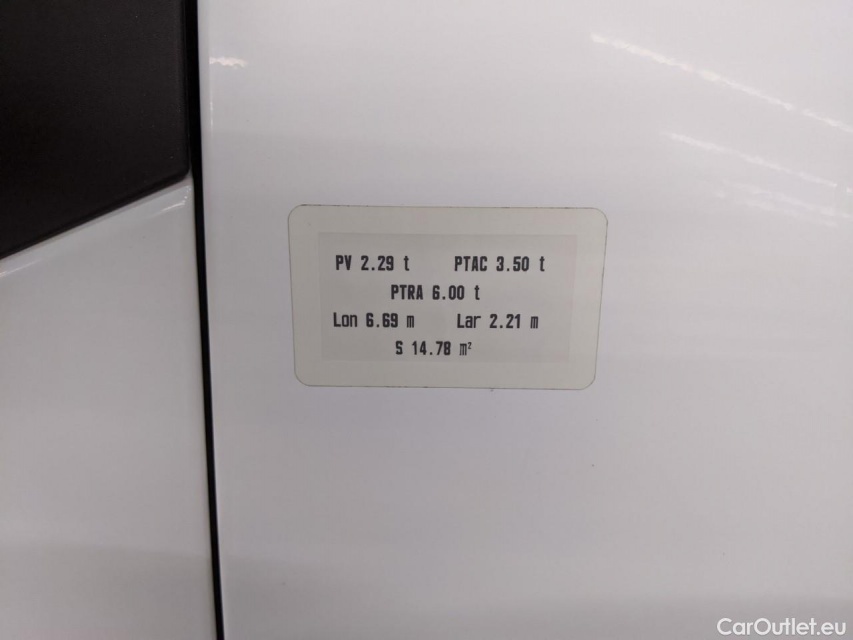 PV 2.29 t PTAC 3.50 t
PTRA 6.00 t
Lon 6.69 m Lar 2.21 m
S 14.78 m²
CarOutlet.eu